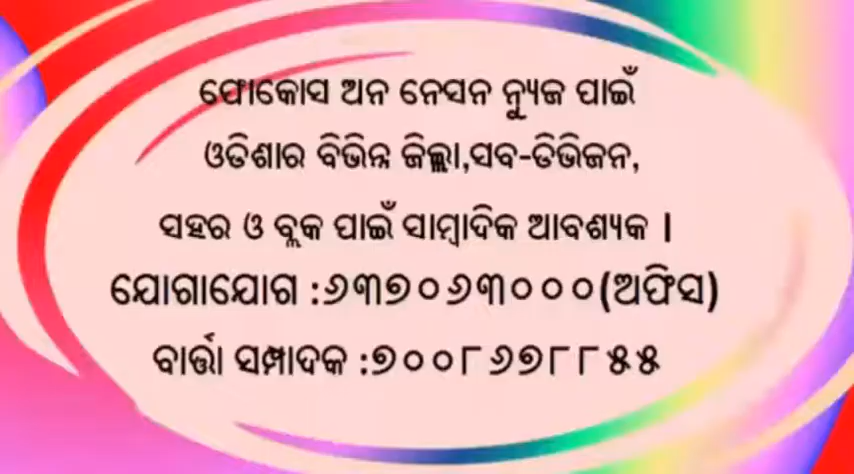 ଫୋକୋସ ଅନ ନେସନ ନ୍ୟୁଜ ପାଇଁ
ଓଡିଶାର ବିଭିନ୍ନ ଜିଲ୍ଲା,ସବ-ଡିଭିଜନ,
ସହର ଓ ବ୍ଲକ ପାଇଁ ସାମ୍ବାଦିକ ଆବଶ୍ୟକ ।
ଯୋଗାଯୋଗ :୬୩୭୦୬୩୦୦୦(ଅଫିସ)
ବାର୍ତ୍ତା ସମ୍ପାଦକ :୭୦୦୮୬୭୮୮୫୫